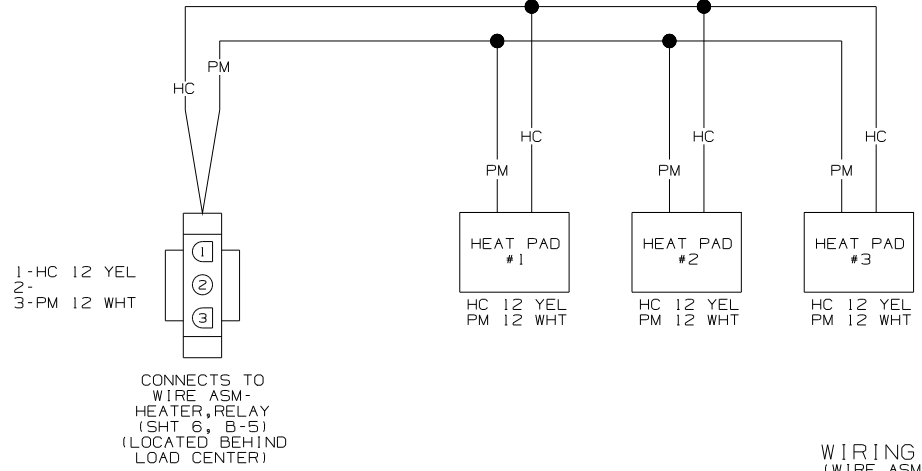 PM
HC
HC
HC
HC
PM
PM
PM
HEAT PAD
#1
HEAT PAD
#2
HEAT PAD
#3
1
2
3
1-HC 12 YEL
2-
3-PM 12 WHT
HC 12 YEL
PM 12 WHT
HC 12 YEL
PM 12 WHT
HC 12 YEL
PM 12 WHT
CONNECTS TO
WIRE ASM-
HEATER,RELAY
(SHT 6, B-5)
(LOCATED BEHIND
LOAD CENTER)
WIRING
(WIRE ASM